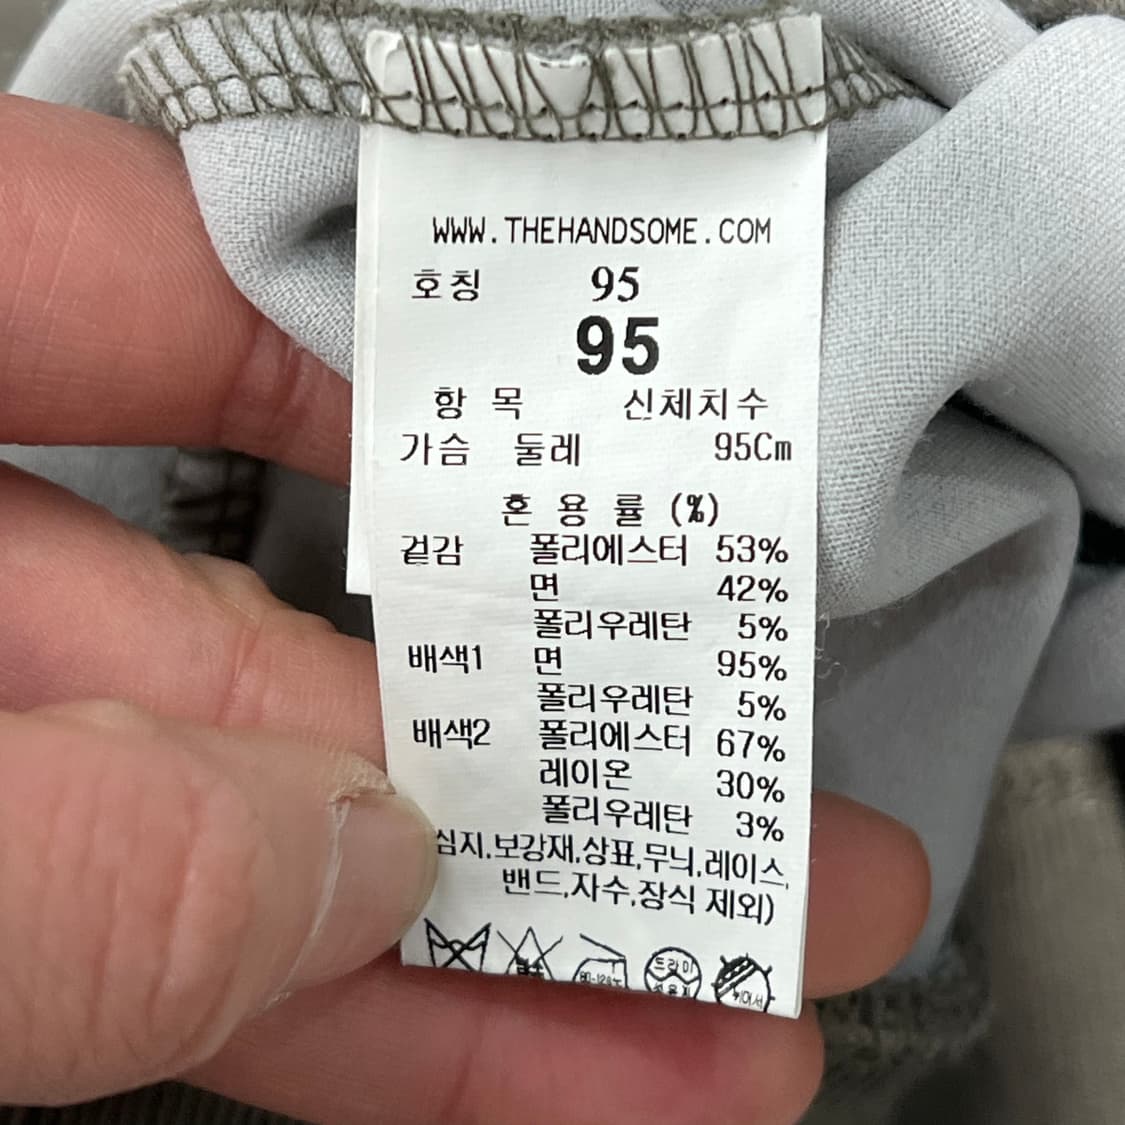 WWW.THEHANDSOME.COM
호칭 95
95
항 목 신체치수
가슴 둘레 95Cm
혼 용 률 (%)
겉감 폴리에스터 53%
면 42%
폴리우레탄 5%
배색1 면 95%
폴리우레탄 5%
배색2 폴리에스터 67%
레이온 30%
폴리우레탄 3%
심지,보강재,상표,무늬,레이스,
밴드,자수,장식 제외)
드라이